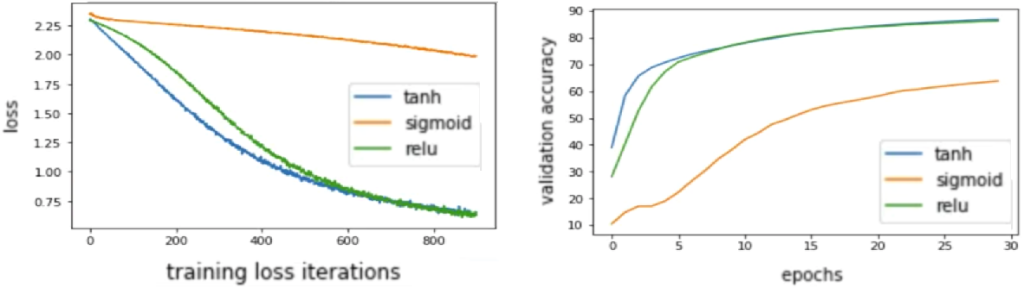 loss
2.25
2.00
1.75
1.50
1.25
1.00
0.75
0 200 400 600 800
training loss iterations
tanh
sigmoid
relu
validation accuracy
90
80
70
60
50
40
30
20
10
0 5 10 15 20 25 30
epochs
tanh
sigmoid
relu